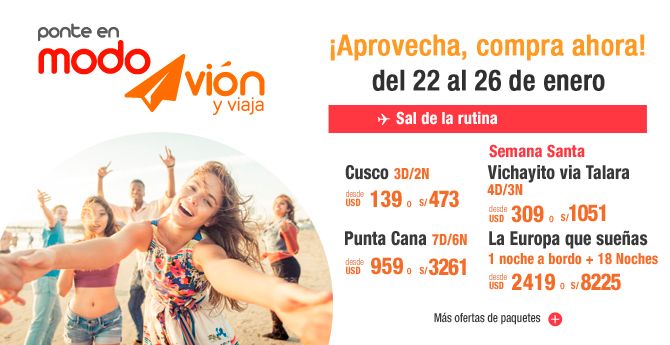 ponte en
modo
avión
y viaja
¡Aprovecha, compra ahora!
del 22 al 26 de enero
Sal de la rutina
Cusco 3D/2N
desde USD 139 o S/473
Punta Cana 7D/6N
desde USD 959 o S/3261
Semana Santa
Vichayito via Talara
4D/3N
desde USD 309 o S/1051
La Europa que sueñas
1 noche a bordo + 18 Noches
desde USD 2419 o S/8225
Más ofertas de paquetes +